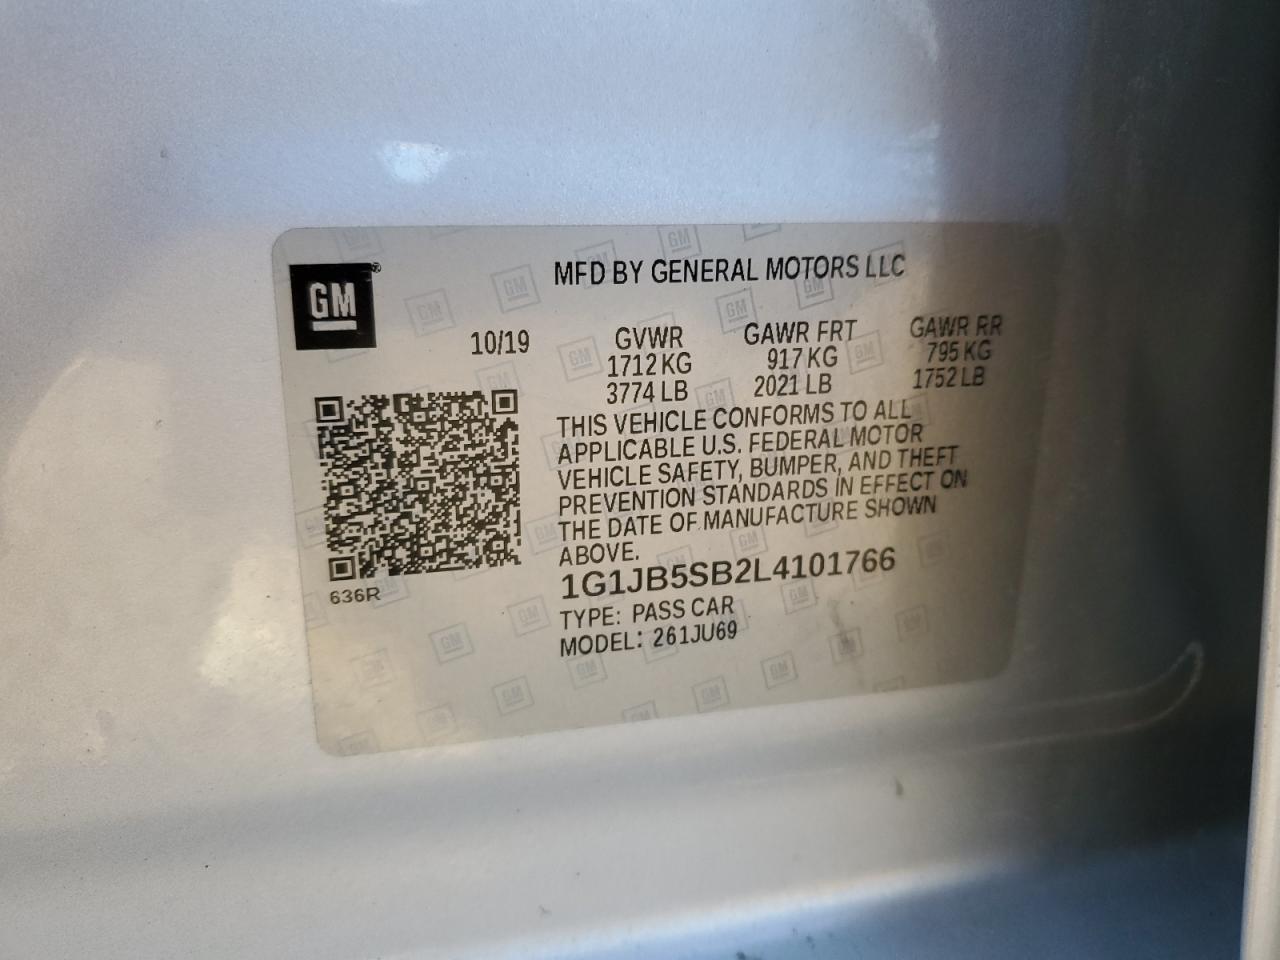 GM
MFD BY GENERAL MOTORS LLC
10/19 GVWR GAWR FRT GAWR RR
1712 KG 917 KG 795 KG
3774 LB 2021 LB 1752 LB
THIS VEHICLE CONFORMS TO ALL
APPLICABLE U.S. FEDERAL MOTOR
VEHICLE SAFETY, BUMPER, AND THEFT
PREVENTION STANDARDS IN EFFECT ON
THE DATE OF MANUFACTURE SHOWN
ABOVE.
1G1JB5SB2L4101766
636R
TYPE: PASS CAR
MODEL: 261JU69